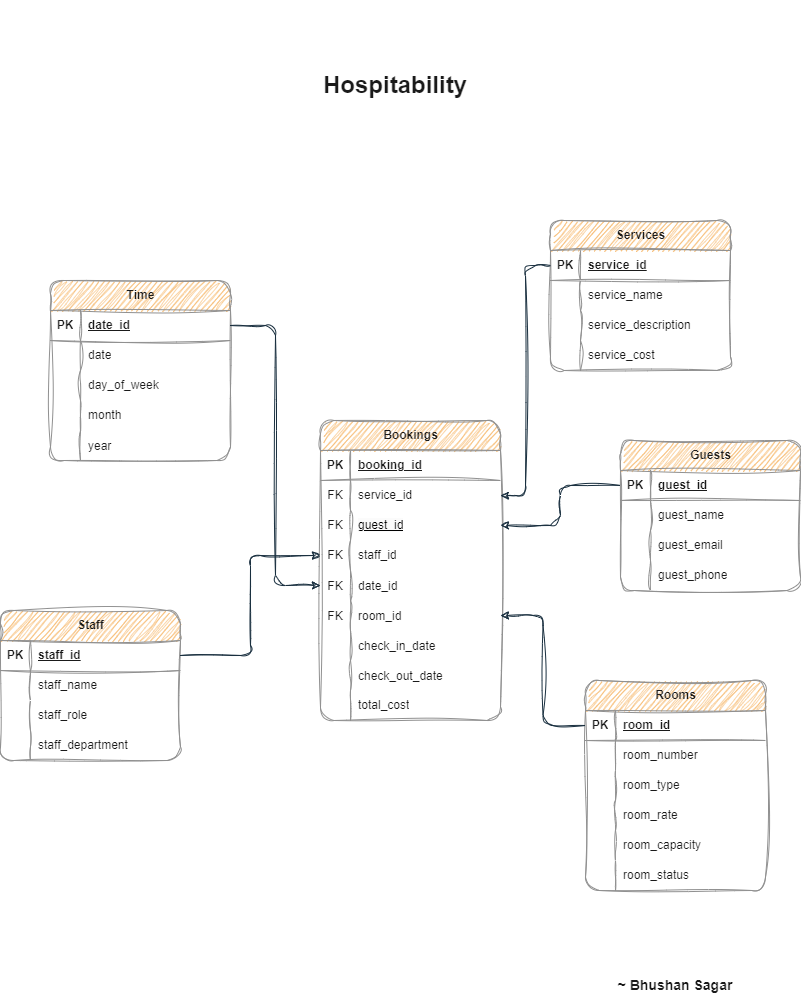 Hospitability
Services
PK service_id
service_name
service_description
service_cost
Time
PK date_id
date
day_of_week
month
year
Bookings
PK booking_id
FK service_id
FK guest_id
FK staff_id
FK date_id
FK room_id
check_in_date
check_out_date
total_cost
Guests
PK guest_id
guest_name
guest_email
guest_phone
Staff
PK staff_id
staff_name
staff_role
staff_department
Rooms
PK room_id
room_number
room_type
room_rate
room_capacity
room_status
~ Bhushan Sagar